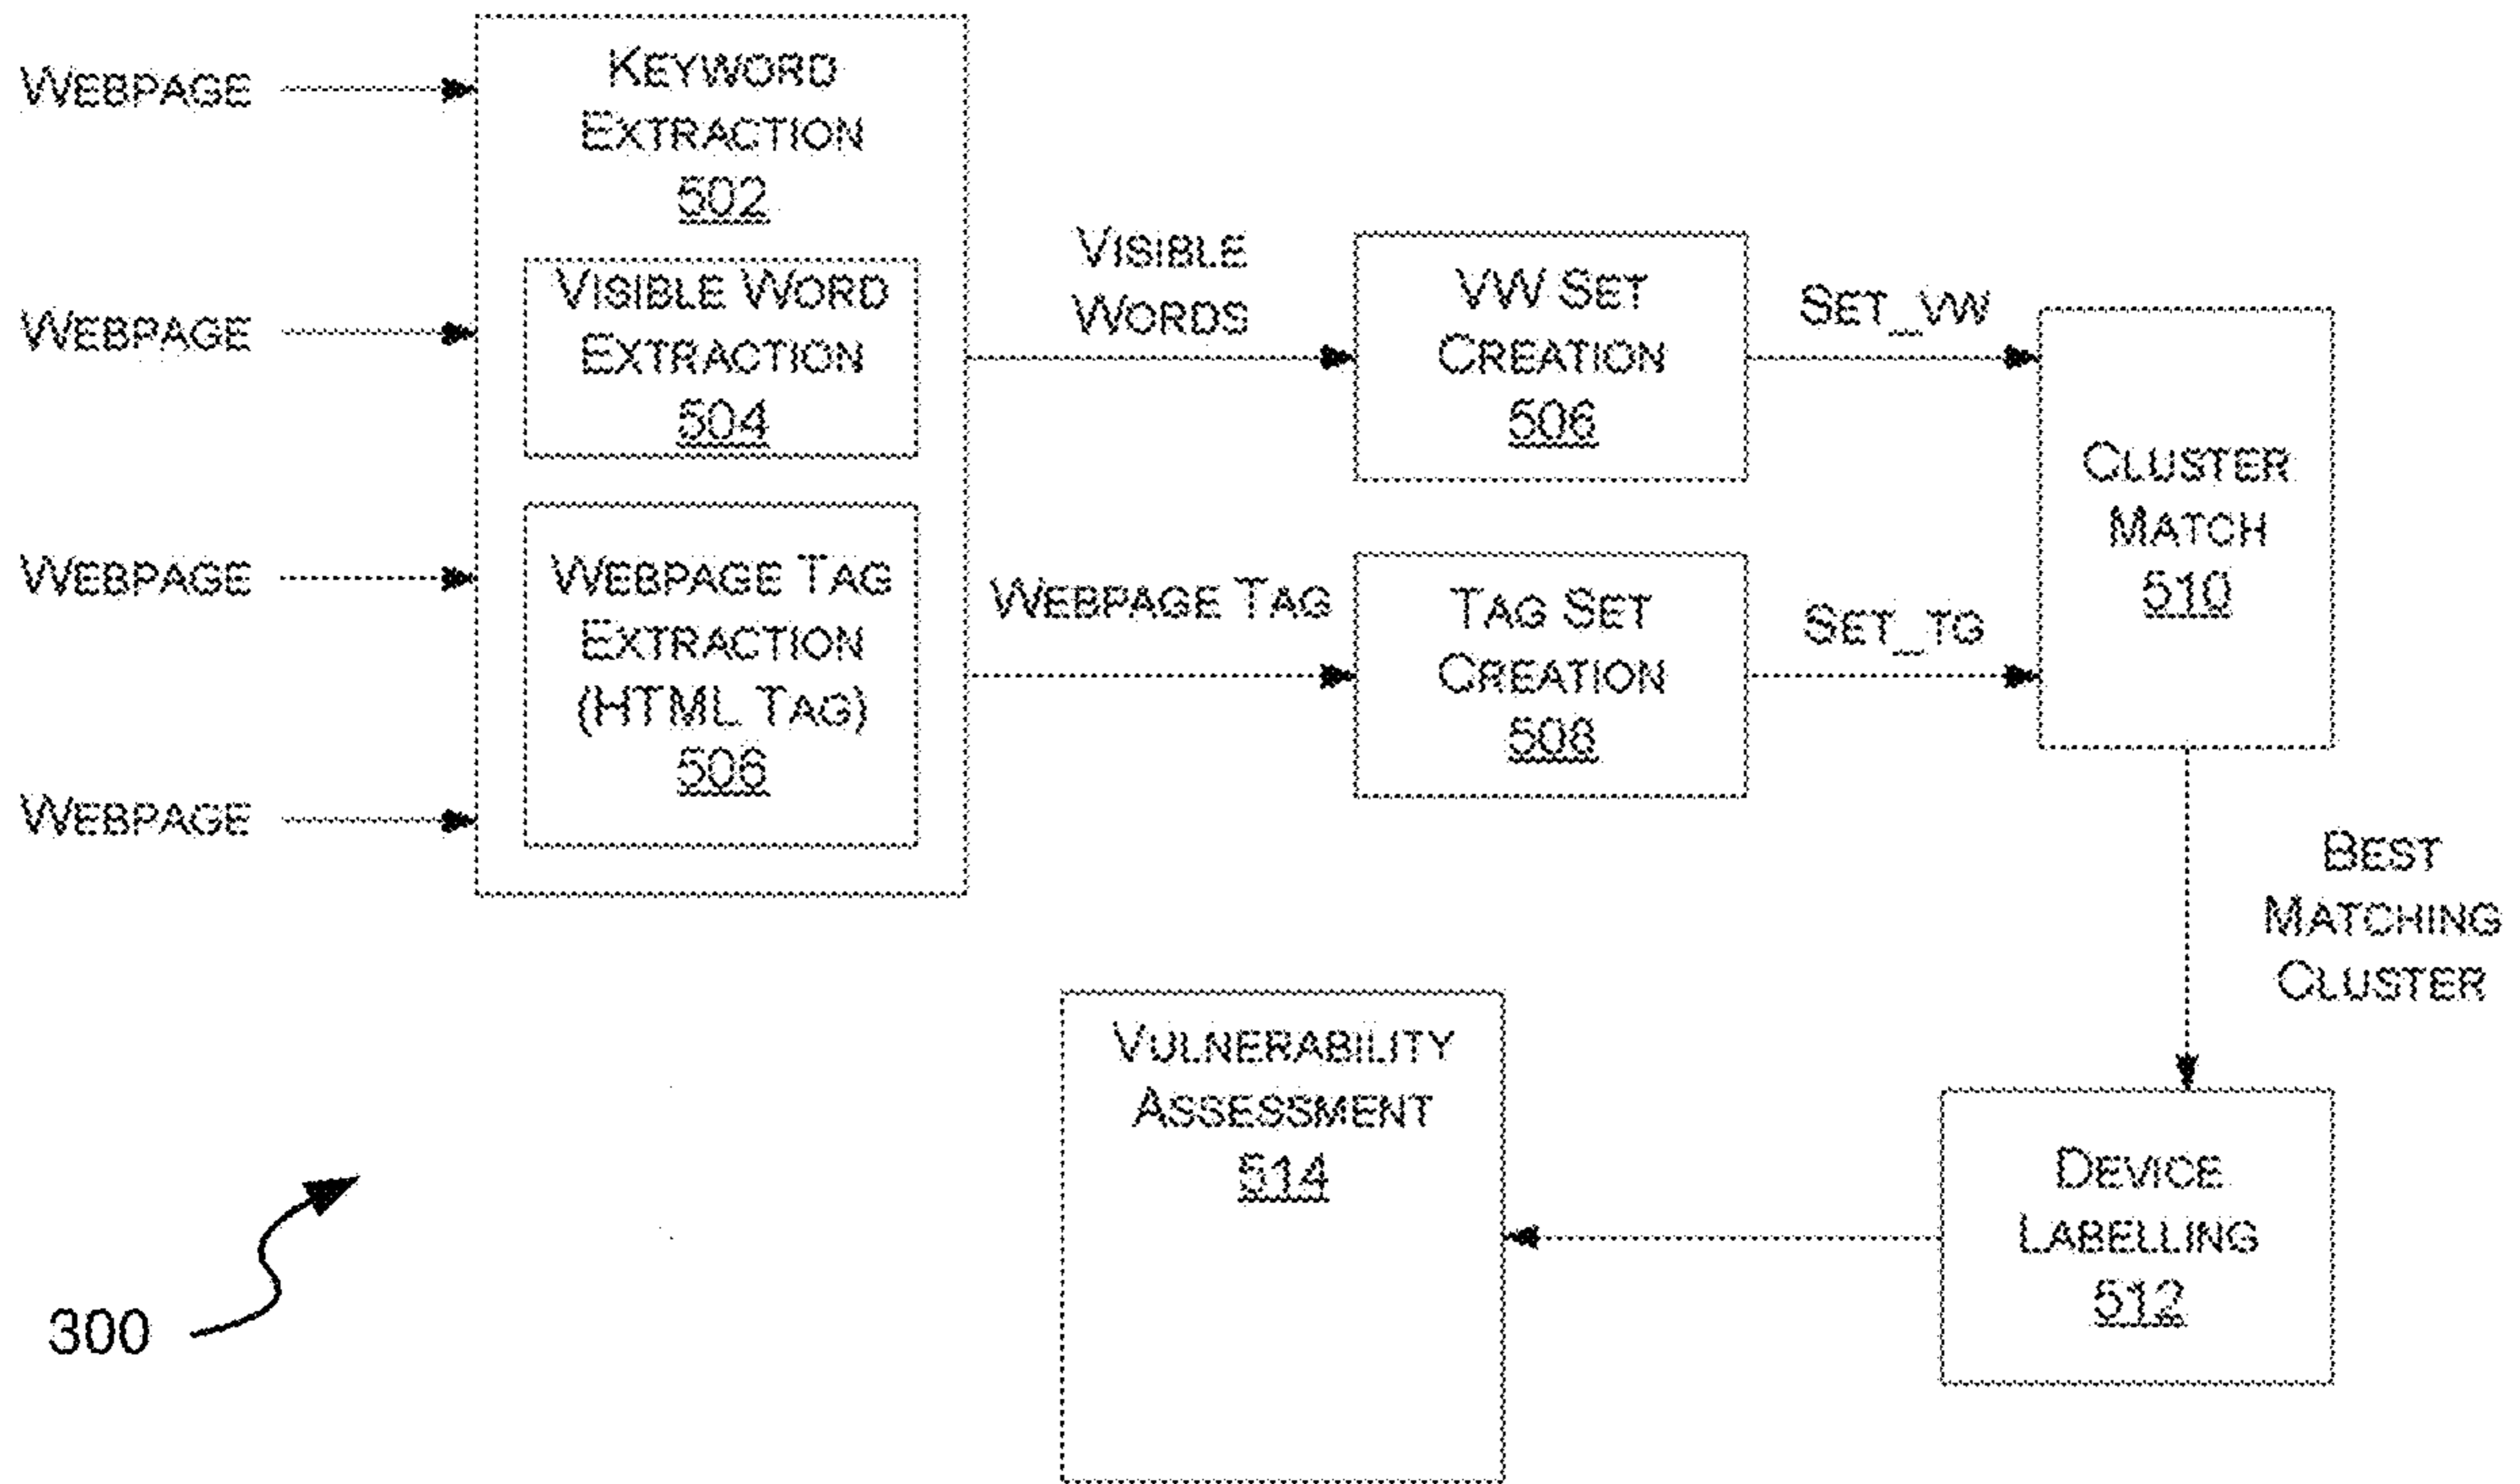 WEBPAGE
WEBPAGE
WEBPAGE
WEBPAGE
KEYWORD
EXTRACTION
502
VISIBLE WORD
EXTRACTION
504
WEBPAGE TAG
EXTRACTION
(HTML TAG)
506
VISIBLE
WORDS
WEBPAGE TAG
VW SET
CREATION
506
TAG SET
CREATION
508
SET_VW
SET_TG
CLUSTER
MATCH
510
BEST
MATCHING
CLUSTER
DEVICE
LABELLING
512
VULNERABILITY
ASSESSMENT
514
300